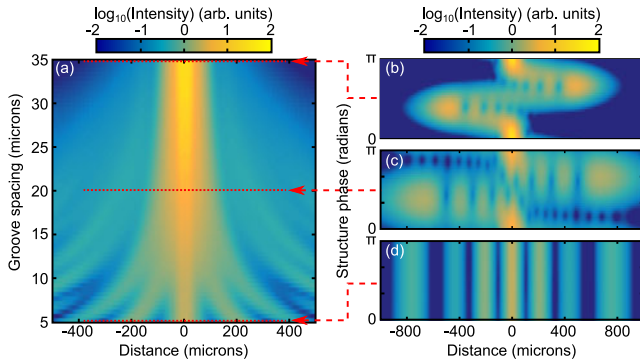 log10(Intensity) (arb. units)
-2 -1 0 1 2
log10(Intensity) (arb. units)
-2 -1 0 1 2
(a)
Groove spacing (microns)
35
30
25
20
15
10
5
-400 -200 0 200 400
Distance (microns)
Structure phase (radians)
(b)
π
0
(c)
π
0
(d)
π
0
-800 -400 0 400 800
Distance (microns)